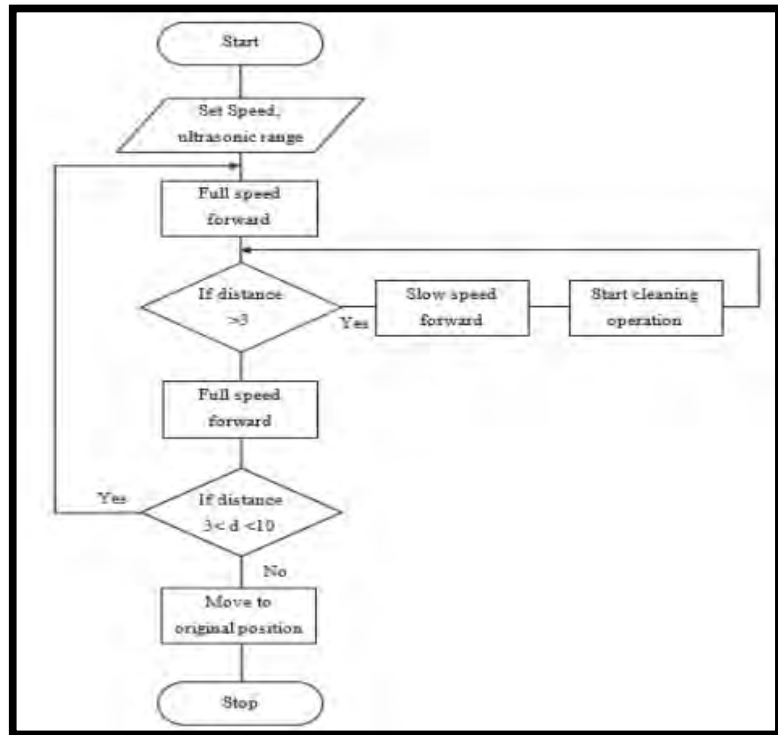 Start
Set Speed,
ultrasonic range
Full speed
forward
If distance
>3
Yes
Slow speed
forward
Start cleaning
operation
Full speed
forward
Yes
If distance
3< d <10
No
Move to
original position
Stop